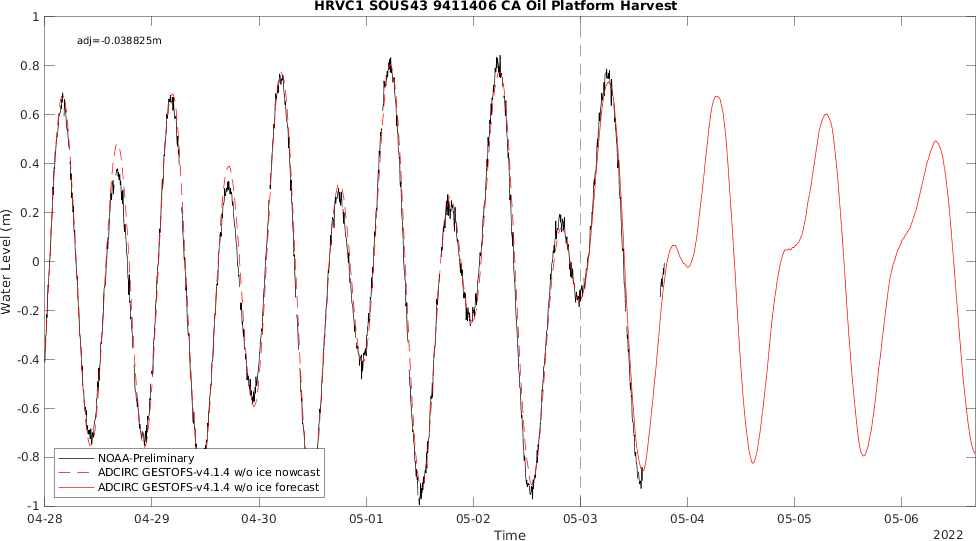 HRVC1 SOUS43 9411406 CA Oil Platform Harvest
adj=-0.038825m
Water Level (m)
1
0.8
0.6
0.4
0.2
0
-0.2
-0.4
-0.6
-0.8
-1
NOAA-Preliminary
ADCIRC GESTOFS-v4.1.4 w/o ice nowcast
ADCIRC GESTOFS-v4.1.4 w/o ice forecast
04-28 04-29 04-30 05-01 05-02 05-03 05-04 05-05 05-06
Time
2022